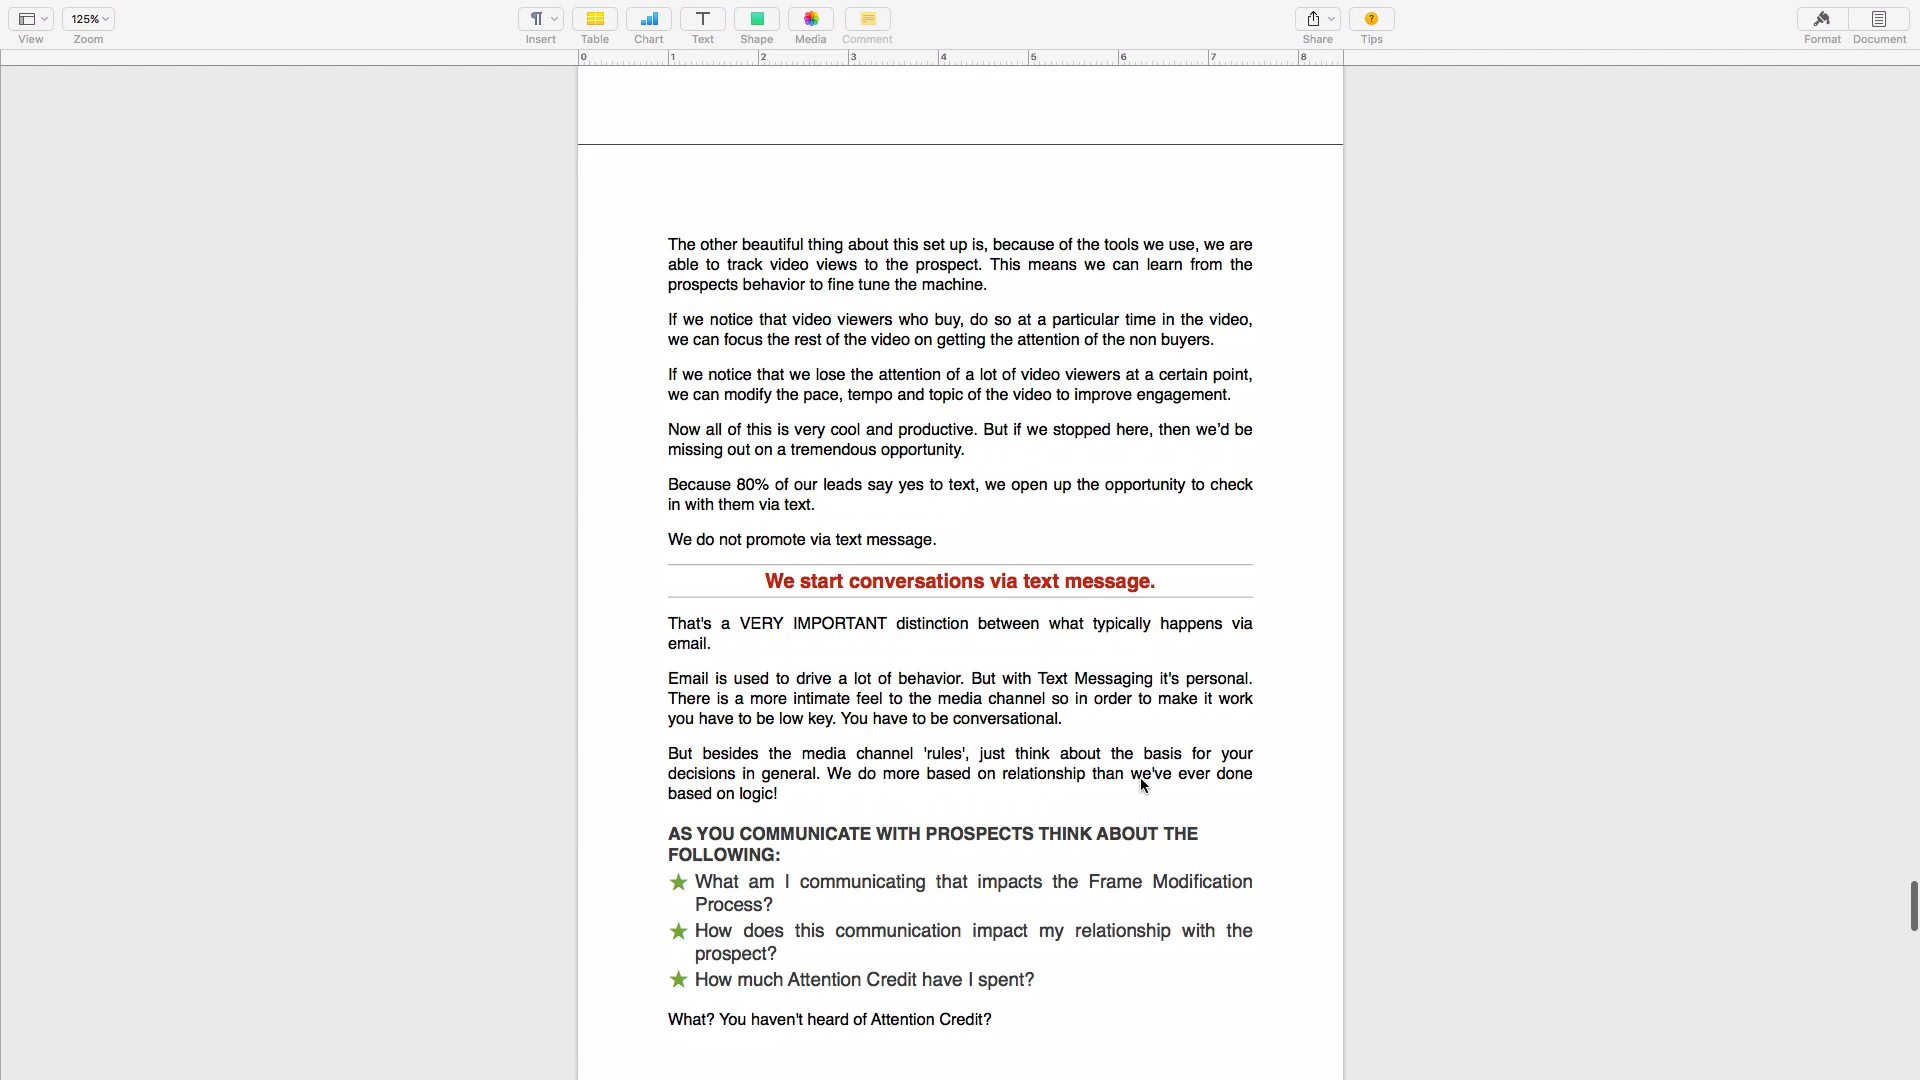 125%
View
Zoom
Insert
Table
Chart
Text
Shape
Media
Comment
Share
Tips
Format
Document
0 1 2 3 4 5 6 7 8
The other beautiful thing about this set up is, because of the tools we use, we are
able to track video views to the prospect. This means we can learn from the
prospects behavior to fine tune the machine.
If we notice that video viewers who buy, do so at a particular time in the video,
we can focus the rest of the video on getting the attention of the non buyers.
If we notice that we lose the attention of a lot of video viewers at a certain point,
we can modify the pace, tempo and topic of the video to improve engagement.
Now all of this is very cool and productive. But if we stopped here, then we’d be
missing out on a tremendous opportunity.
Because 80% of our leads say yes to text, we open up the opportunity to check
in with them via text.
We do not promote via text message.
We start conversations via text message.
That's a VERY IMPORTANT distinction between what typically happens via
email.
Email is used to drive a lot of behavior. But with Text Messaging it's personal.
There is a more intimate feel to the media channel so in order to make it work
you have to be low key. You have to be conversational.
But besides the media channel 'rules', just think about the basis for your
decisions in general. We do more based on relationship than we've ever done
based on logic!
AS YOU COMMUNICATE WITH PROSPECTS THINK ABOUT THE
FOLLOWING:
What am I communicating that impacts the Frame Modification
Process?
How does this communication impact my relationship with the
prospect?
How much Attention Credit have I spent?
What? You haven't heard of Attention Credit?